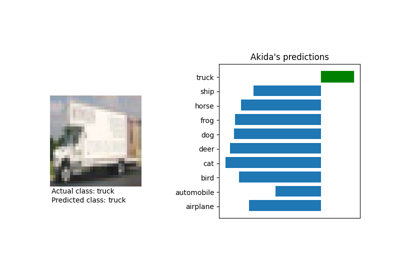 Akida's predictions
truck
ship
horse
frog
dog
deer
cat
bird
automobile
airplane
Actual class: truck
Predicted class: truck